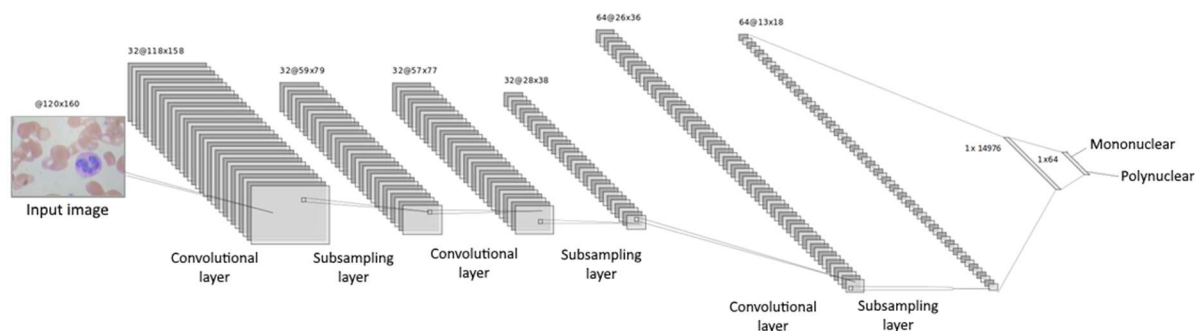 @120x160
Input image
32@118x158
Convolutional
layer
32@59x79
Subsampling
layer
32@57x77
Convolutional
layer
32@28x38
Subsampling
layer
64@26x36
Convolutional
layer
64@13x18
Subsampling
layer
1x 14976
1x64
Mononuclear
Polynuclear